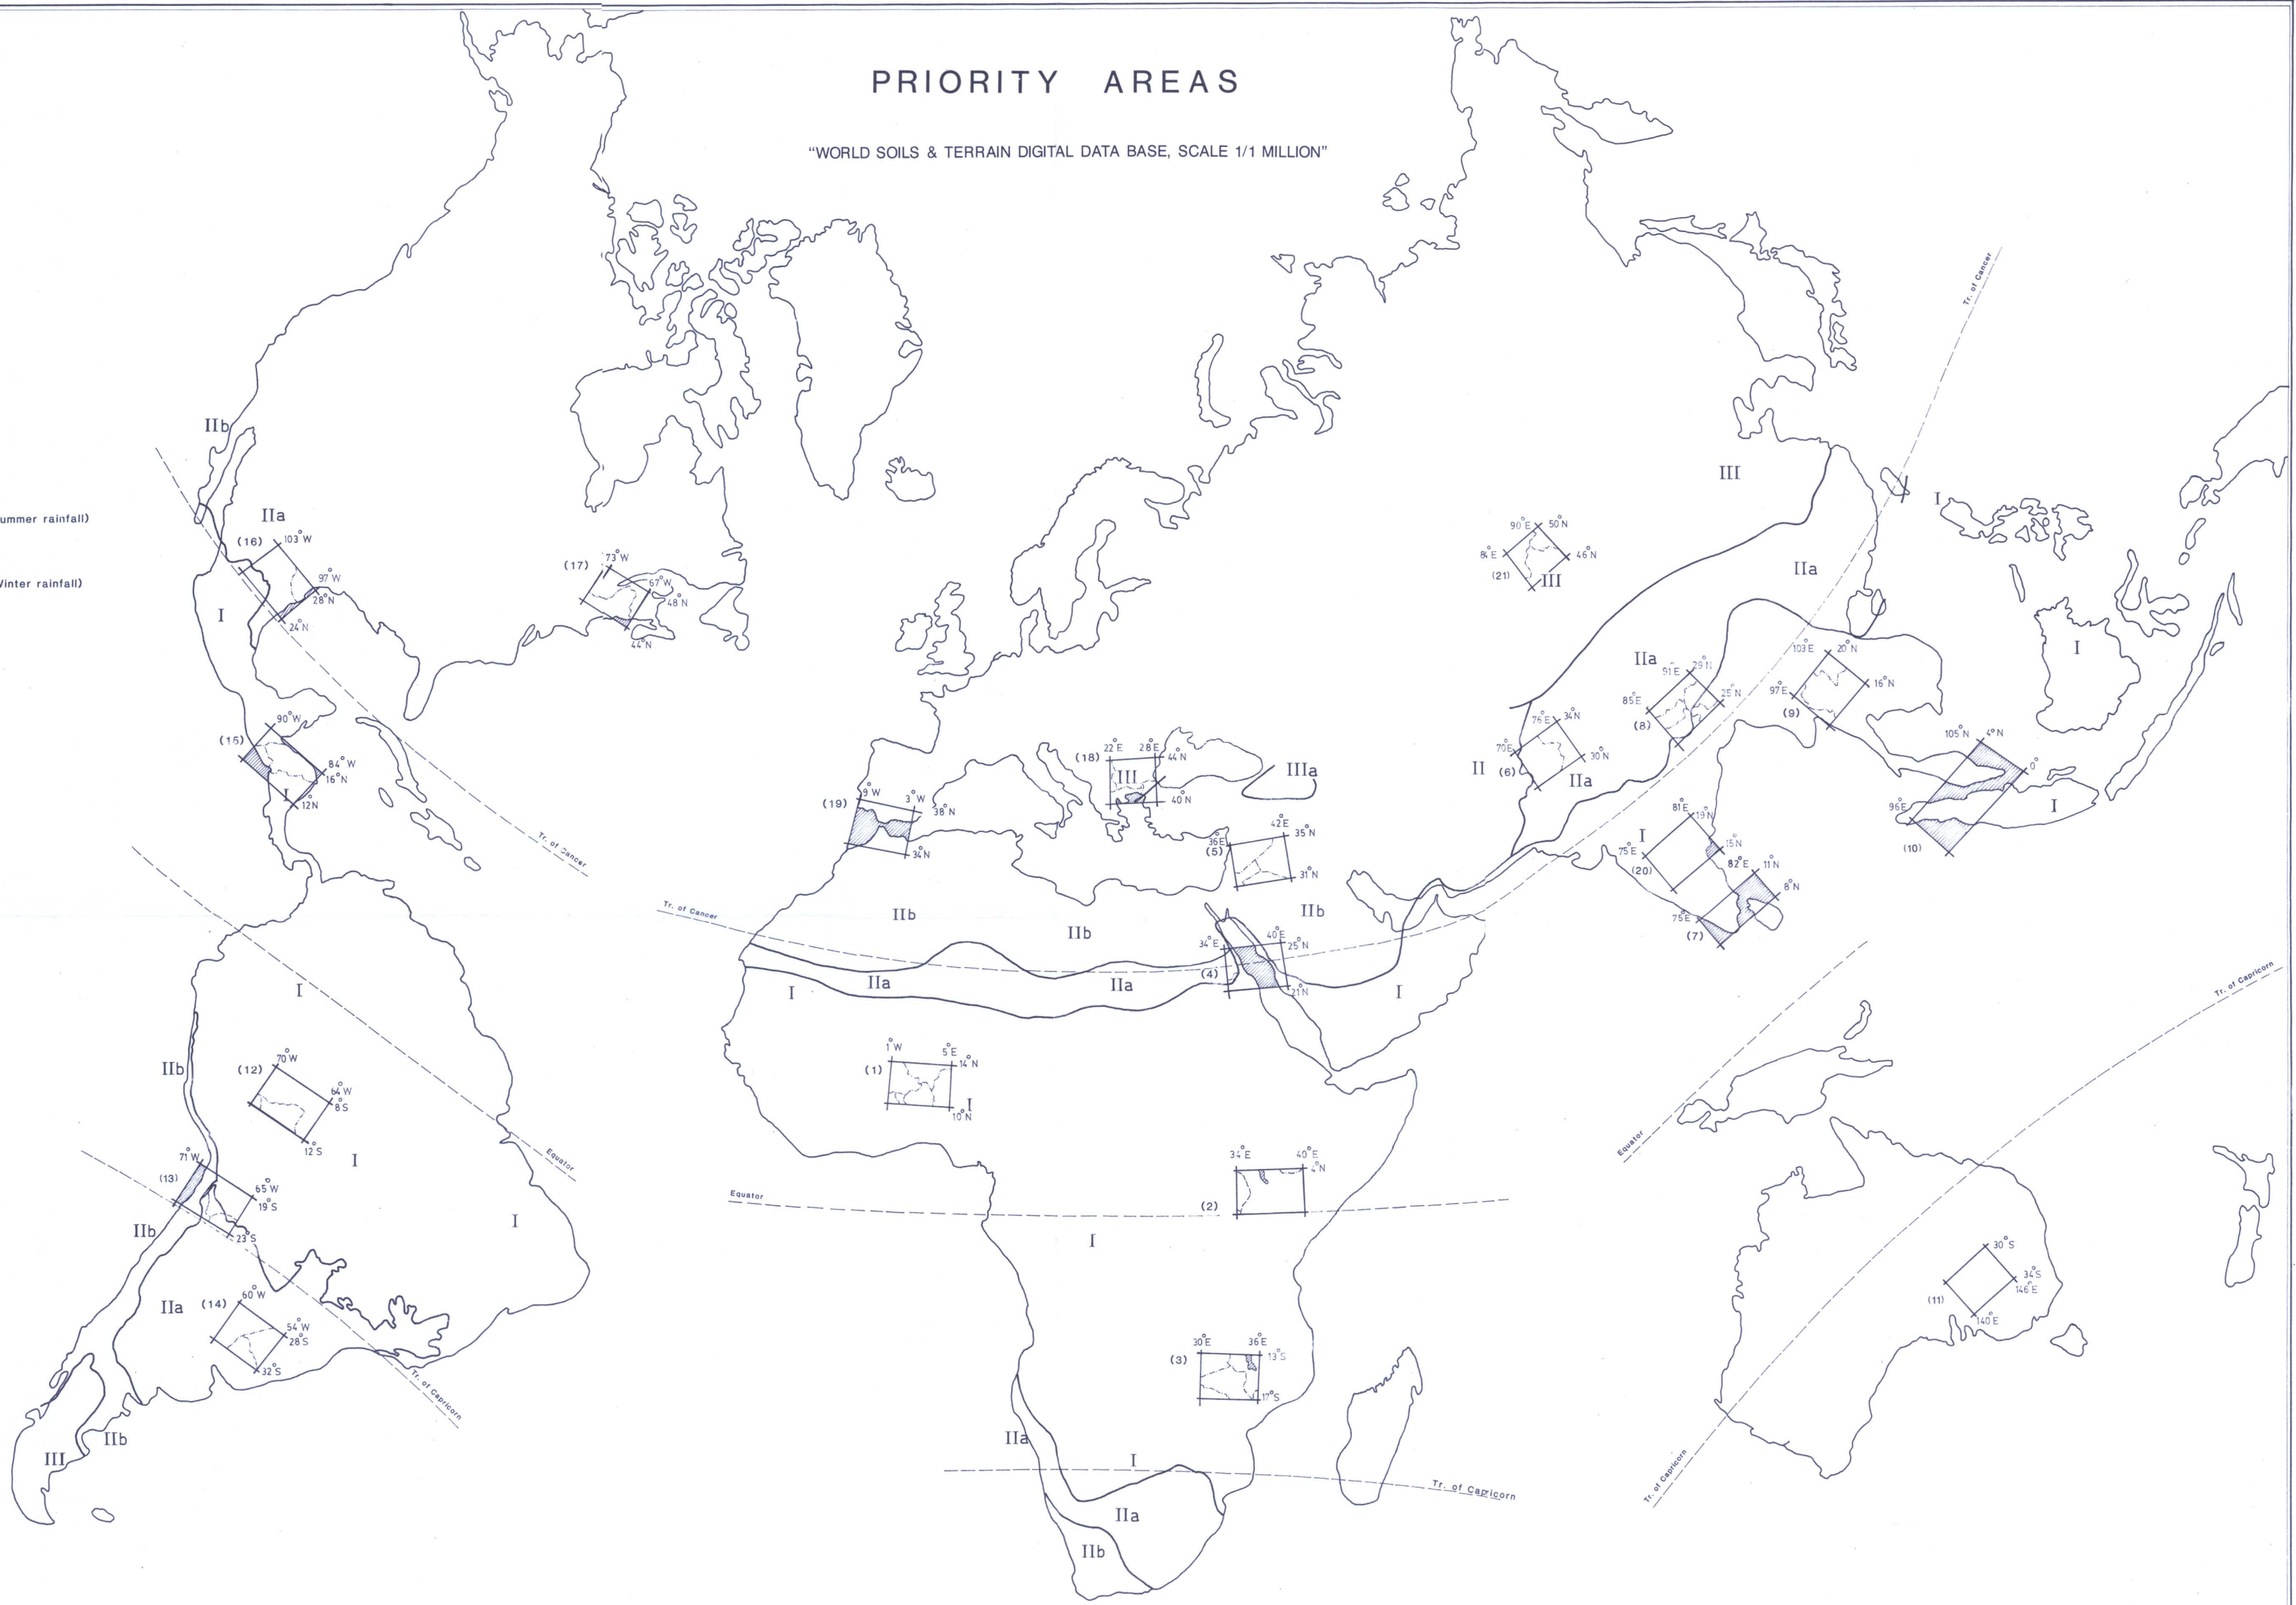 PRIORITY AREAS
"WORLD SOILS & TERRAIN DIGITAL DATA BASE, SCALE 1/1 MILLION"
ummer rainfall)
inter rainfall)
IIb
IIa
(16)
103°W
97°W
28°N
24°N
I
(17)
73°W
67°W
48°N
44°N
90°W
(15)
84°W
16°N
I
12°N
Tr. of Cancer
I
IIb
(12)
70°W
64°W
8°S
12°S
I
Equator
71°W
(13)
65°W
19°S
23°S
IIb
I
IIa
(14)
60°W
54°W
28°S
32°S
Tr. of Capricorn
IIb
III
(19)
9°W
3°W
38°N
34°N
(18)
22°E
28°E
44°N
III
40°N
IIIa
36°E
(5)
42°E
35°N
31°N
Tr. of Cancer
IIb
IIb
IIb
34°E
40°E
25°N
(4)
21°N
I
IIa
IIa
I
1°W
5°E
14°N
(1)
I
10°N
34°E
40°E
4°N
(2)
Equator
I
30°E
36°E
(3)
13°S
17°S
IIa
I
Tr. of Capricorn
IIa
IIb
Tr. of Cancer
III
I
90°E
50°N
84°E
46°N
(21)
III
IIa
IIa
91°E
29°N
85°E
25°N
(8)
103°E
20°N
97°E
16°N
(9)
I
76°E
34°N
70°E
30°N
II
(6)
IIa
105°N
4°N
0°
96°E
I
(10)
81°E
19°N
I
75°E
15°N
(20)
82°E
11°N
8°N
75°E
(7)
Tr. of Capricorn
Equator
30°S
34°S
146°E
(11)
140°E
Tr. of Capricorn